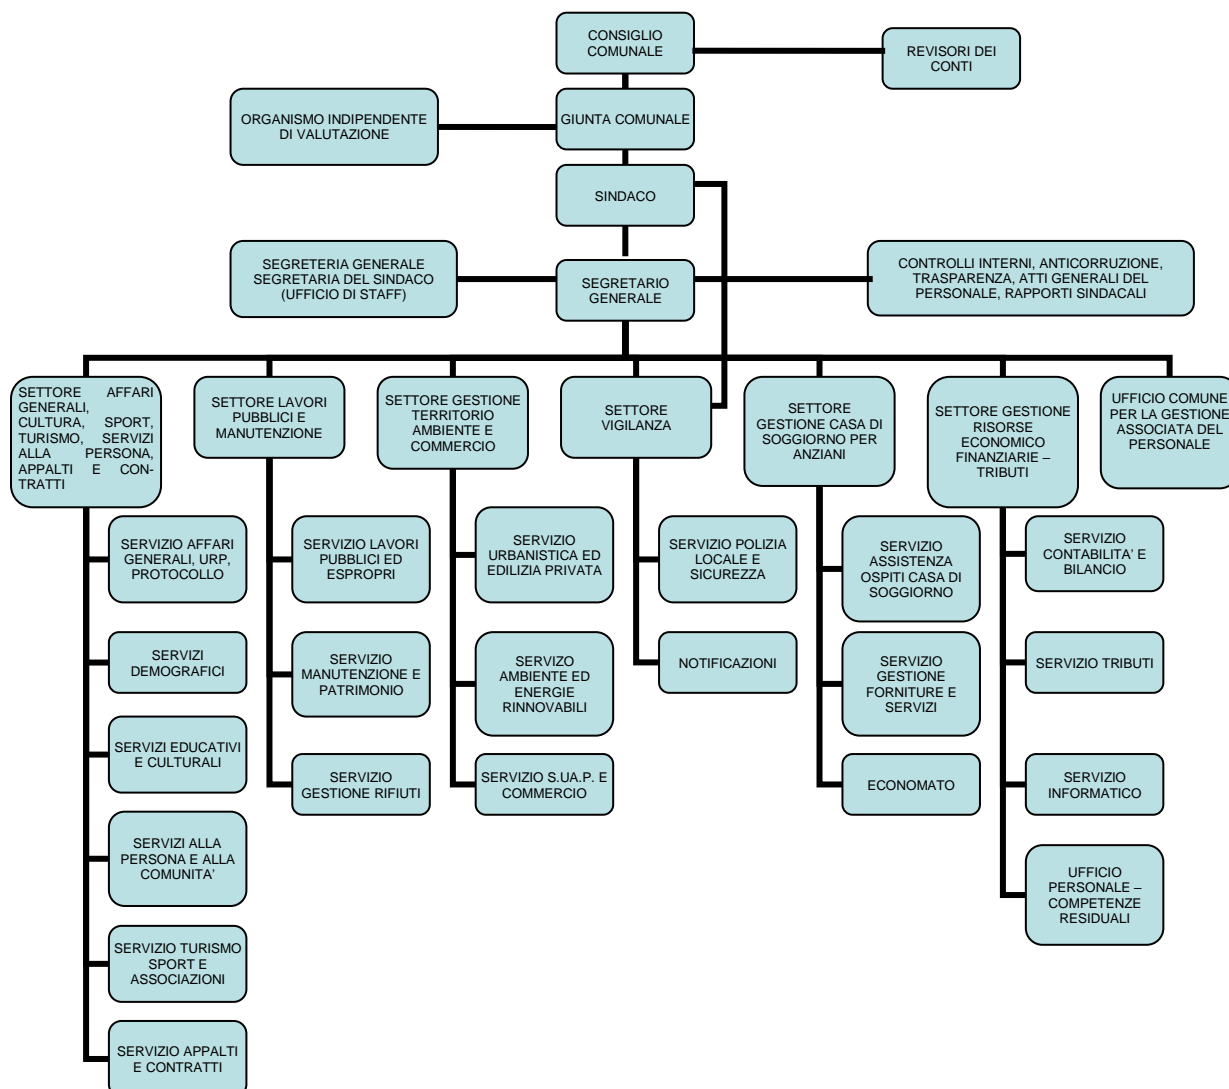 CONSIGLIO
COMUNALE
REVISORI DEI
CONTI
ORGANISMO INDIPENDENTE
DI VALUTAZIONE
GIUNTA COMUNALE
SINDACO
SEGRETERIA GENERALE
SEGRETARIA DEL SINDACO
(UFFICIO DI STAFF)
SEGRETARIO
GENERALE
CONTROLLI INTERNI, ANTICORRUZIONE,
TRASPARENZA, ATTI GENERALI DEL
PERSONALE, RAPPORTI SINDACALI
SETTORE AFFARI
GENERALI,
CULTURA, SPORT,
TURISMO, SERVIZI
ALLA PERSONA,
APPALTI E CON-
TRATTI
SETTORE LAVORI
PUBBLICI E
MANUTENZIONE
SETTORE GESTIONE
TERRITORIO
AMBIENTE E
COMMERCIO
SETTORE
VIGILANZA
SETTORE
GESTIONE CASA DI
SOGGIORNO PER
ANZIANI
SETTORE GESTIONE
RISORSE
ECONOMICO
FINANZIARIE –
TRIBUTI
UFFICIO COMUNE
PER LA GESTIONE
ASSOCIATA DEL
PERSONALE
SERVIZIO AFFARI
GENERALI, URP,
PROTOCOLLO
SERVIZI
DEMOGRAFICI
SERVIZI EDUCATIVI
E CULTURALI
SERVIZI ALLA
PERSONA E ALLA
COMUNITA’
SERVIZIO TURISMO
SPORT E
ASSOCIAZIONI
SERVIZIO APPALTI
E CONTRATTI
SERVIZIO LAVORI
PUBBLICI ED
ESPROPRI
SERVIZIO
MANUTENZIONE E
PATRIMONIO
SERVIZIO
GESTIONE RIFIUTI
SERVIZIO
URBANISTICA ED
EDILIZIA PRIVATA
SERVIZO
AMBIENTE ED
ENERGIE
RINNOVABILI
SERVIZIO S.UA.P. E
COMMERCIO
SERVIZIO POLIZIA
LOCALE E
SICUREZZA
NOTIFICAZIONI
SERVIZIO
ASSISTENZA
OSPITI CASA DI
SOGGIORNO
SERVIZIO
GESTIONE
FORNITURE E
SERVIZI
ECONOMATO
SERVIZIO
CONTABILITA’ E
BILANCIO
SERVIZIO TRIBUTI
SERVIZIO
INFORMATICO
UFFICIO
PERSONALE –
COMPETENZE
RESIDUALI